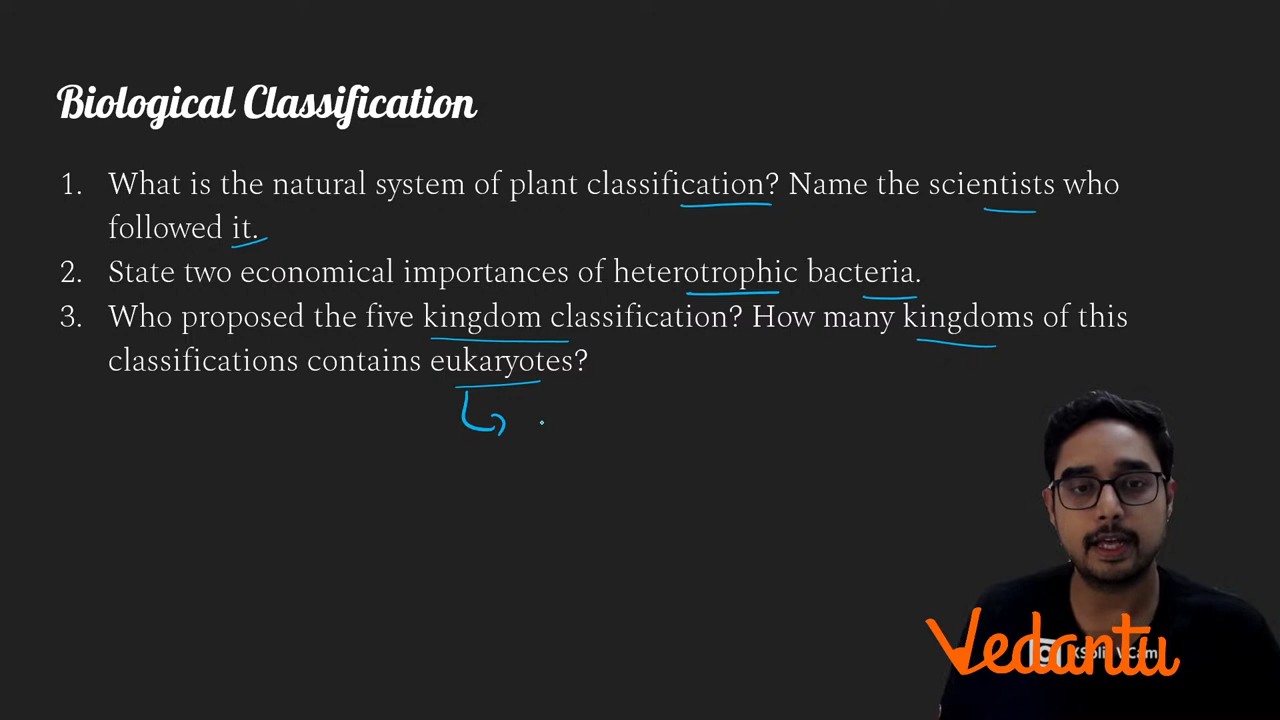 Biological Classification
1. What is the natural system of plant classification? Name the scientists who
followed it.
2. State two economical importances of heterotrophic bacteria.
3. Who proposed the five kingdom classification? How many kingdoms of this
classifications contains eukaryotes?
Vedantu
XSplit VCam